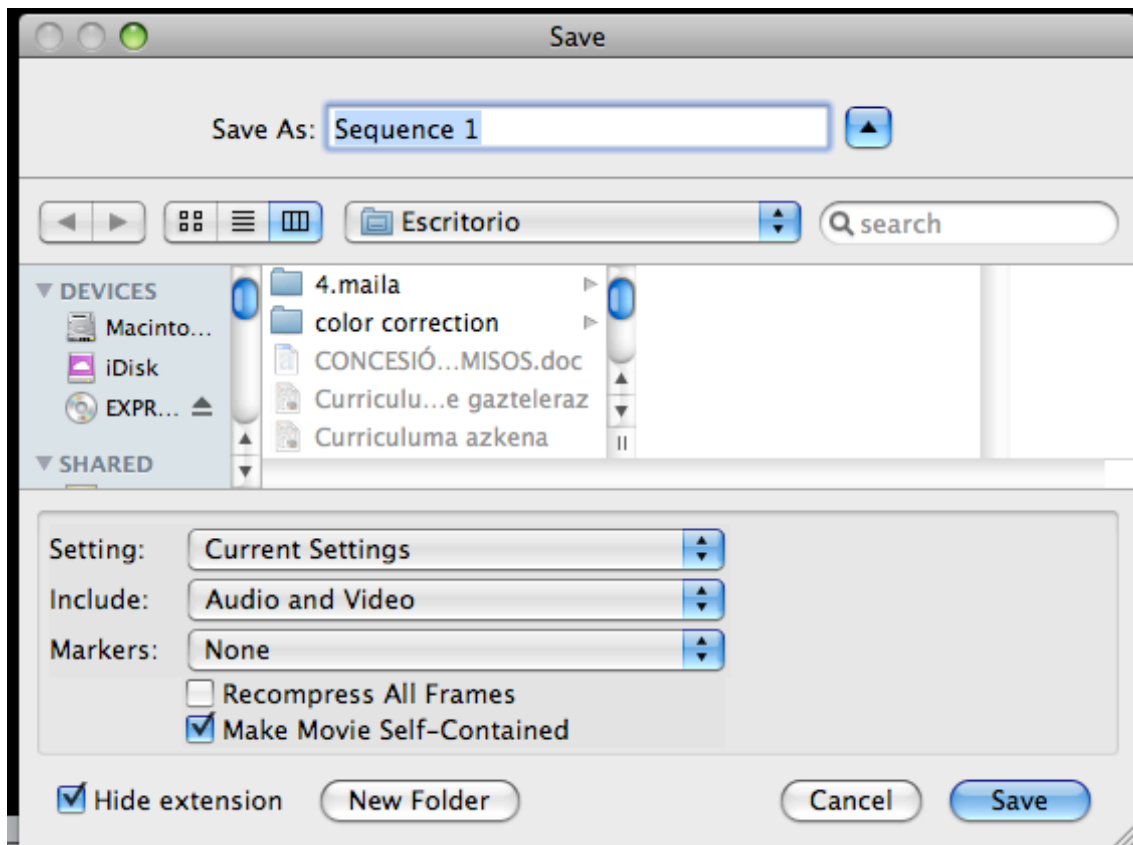 Save
Save As: Sequence 1
Escritorio
search
DEVICES
Macinto...
iDisk
EXPR...
SHARED
4.maila
color correction
CONCESIÓ...MISOS.doc
Curriculu...e gazteleraz
Curriculuma azkena
Setting: Current Settings
Include: Audio and Video
Markers: None
Recompress All Frames
Make Movie Self-Contained
Hide extension
New Folder
Cancel
Save